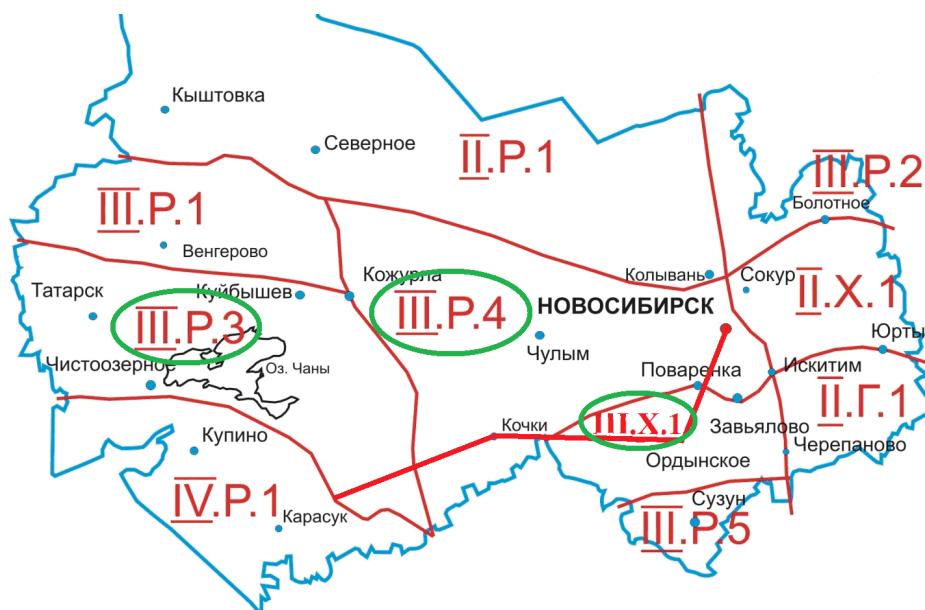 Кыштовка
Северное
II.Р.1
III.Р.2
Болотное
III.Р.1
Венгерово
Колывань
Сокур
Кожурла
Татарск
Куйбышев
НОВОСИБИРСК
II.Х.1
III.Р.4
III.Р.3
Юрты
Чулым
Чистоозерное
Оз. Чаны
Поваренка
Искитим
II.Г.1
III.X.1
Кочки
Завьялово
Купино
Черепаново
Ордынское
IV.Р.1
Сузун
Карасук
III.Р.5